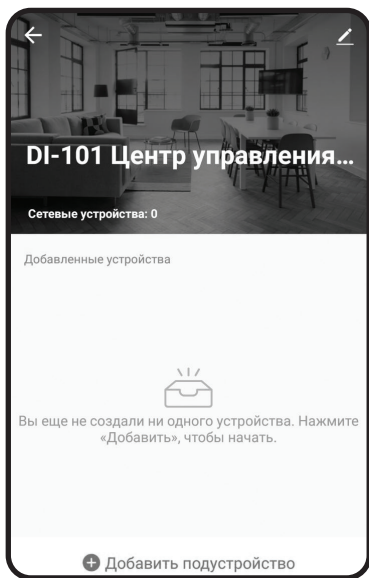 DI-101 Центр управления...
Сетевые устройства: 0
Добавленные устройства
Вы еще не создали ни одного устройства. Нажмите
«Добавить», чтобы начать.
Добавить подустройство